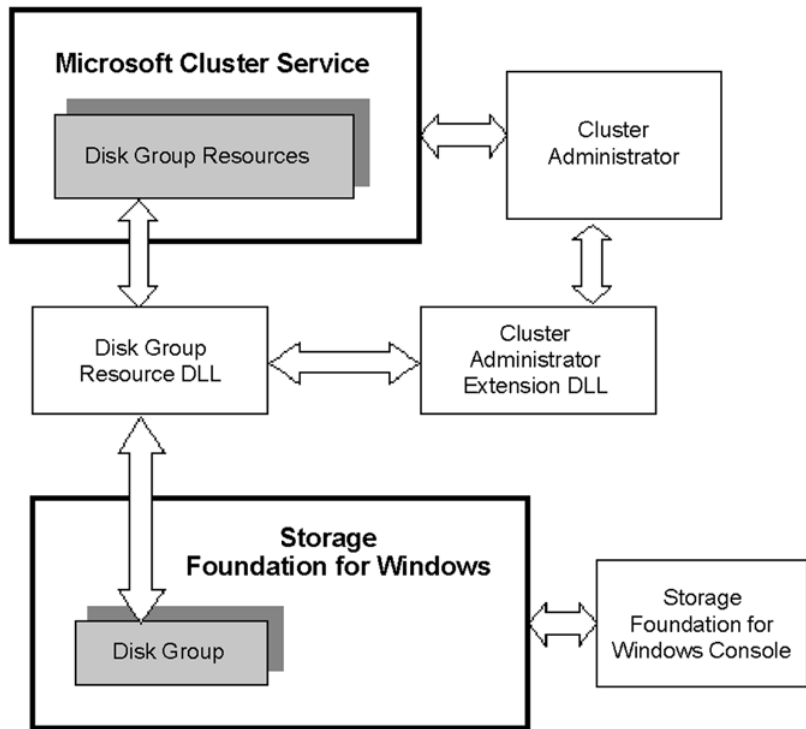 Microsoft Cluster Service
Disk Group Resources
Cluster
Administrator
Disk Group
Resource DLL
Cluster
Administrator
Extension DLL
Storage
Foundation for Windows
Disk Group
Storage
Foundation for
Windows Console